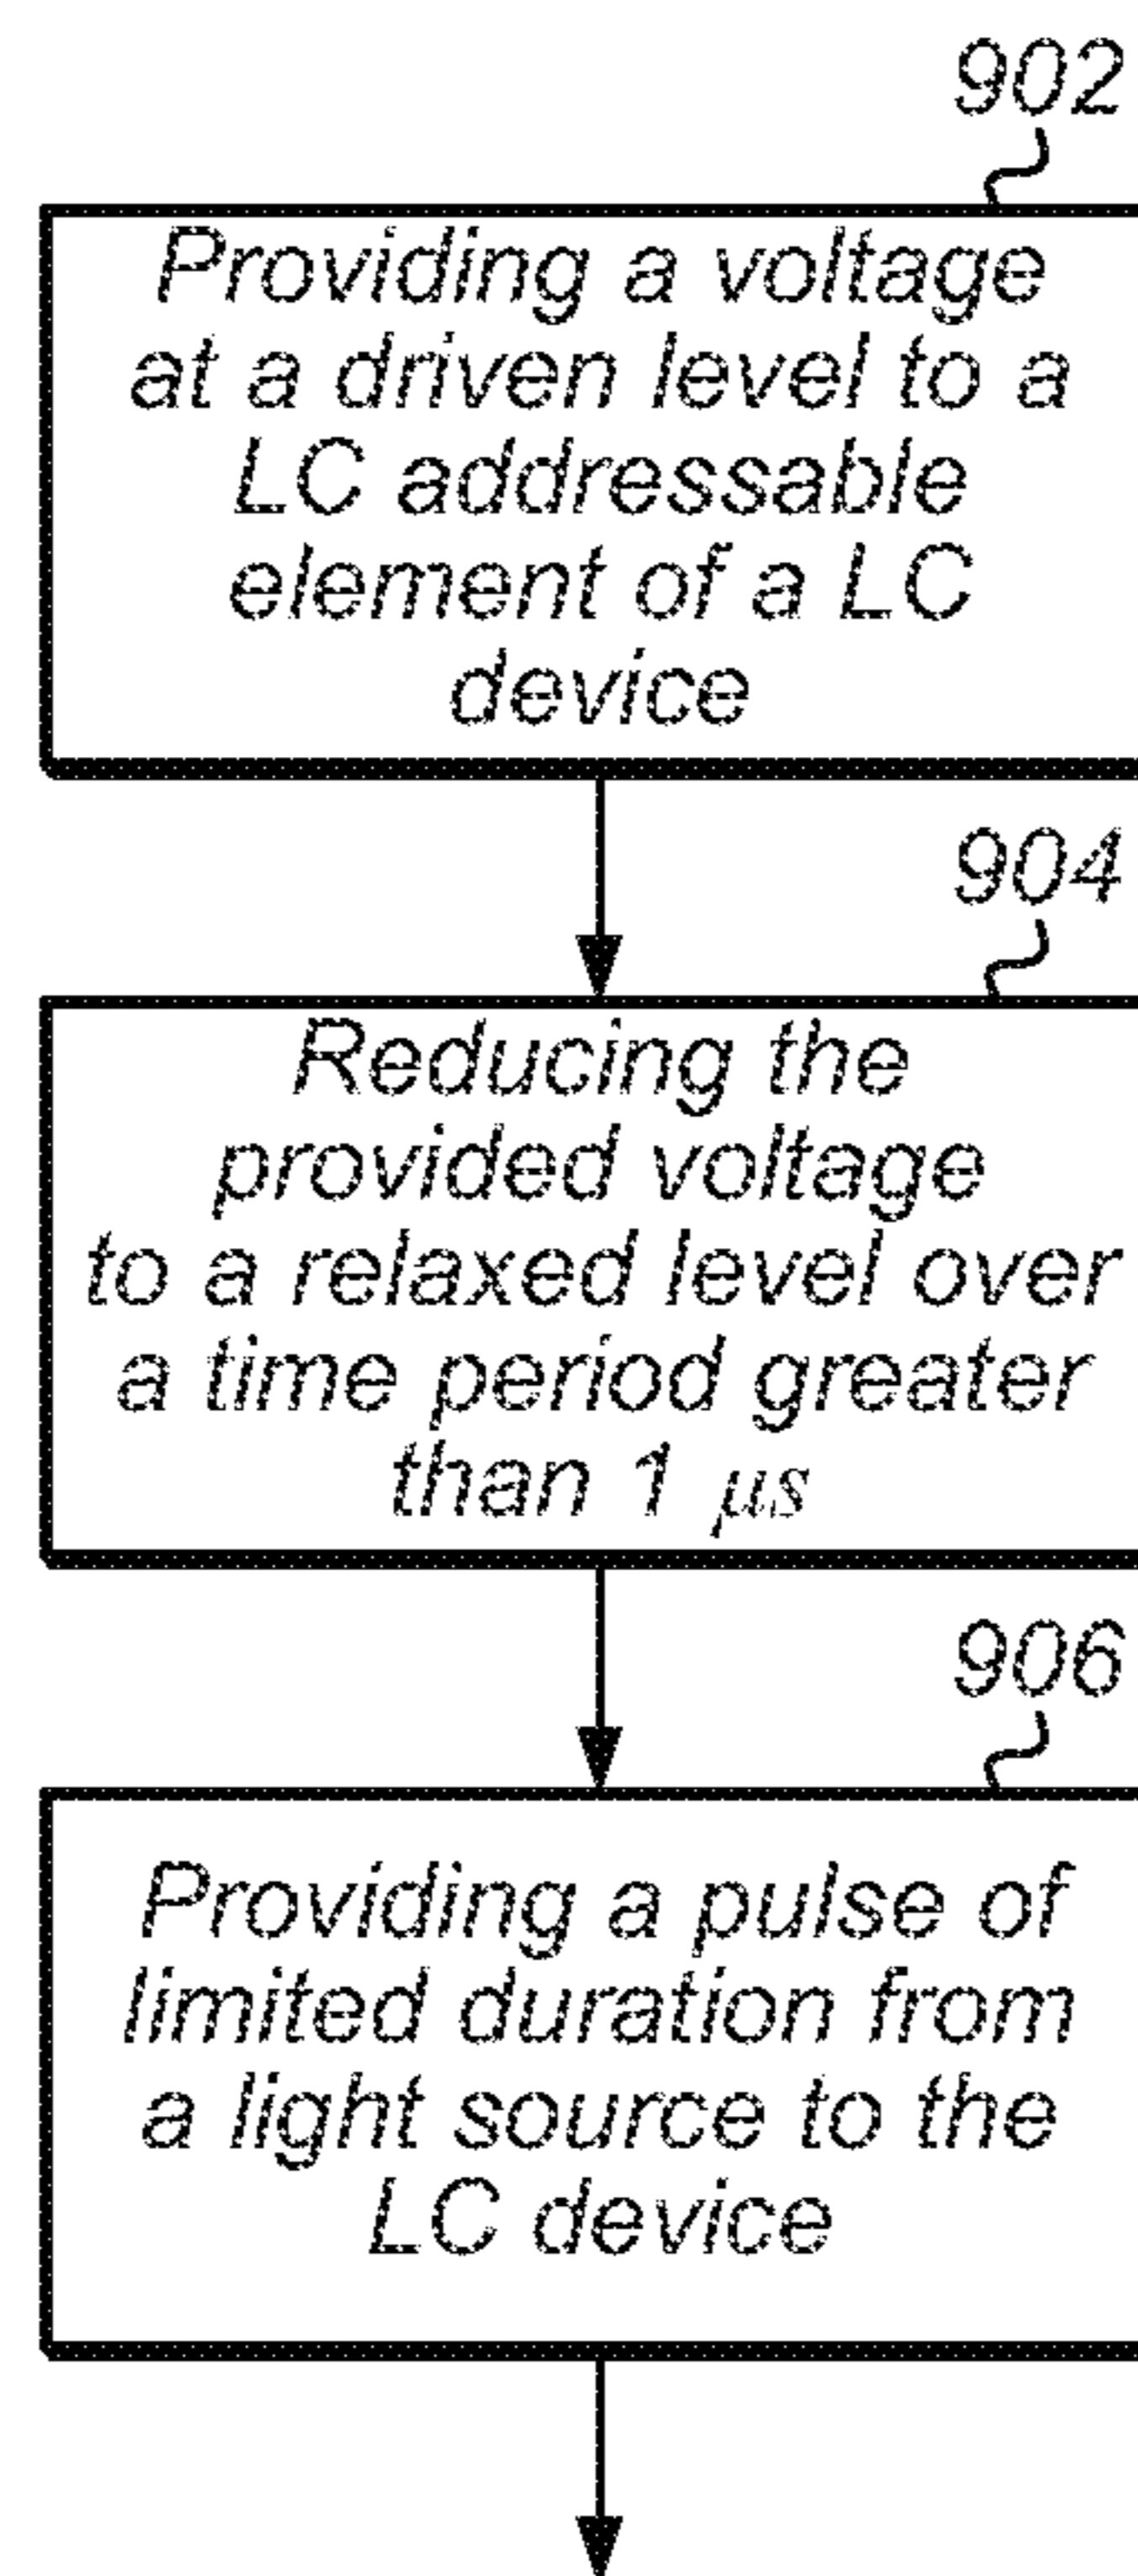 902
Providing a voltage
at a driven level to a
LC addressable
element of a LC
device
904
Reducing the
provided voltage
to a relaxed level over
a time period greater
than 1 μs
906
Providing a pulse of
limited duration from
a light source to the
LC device